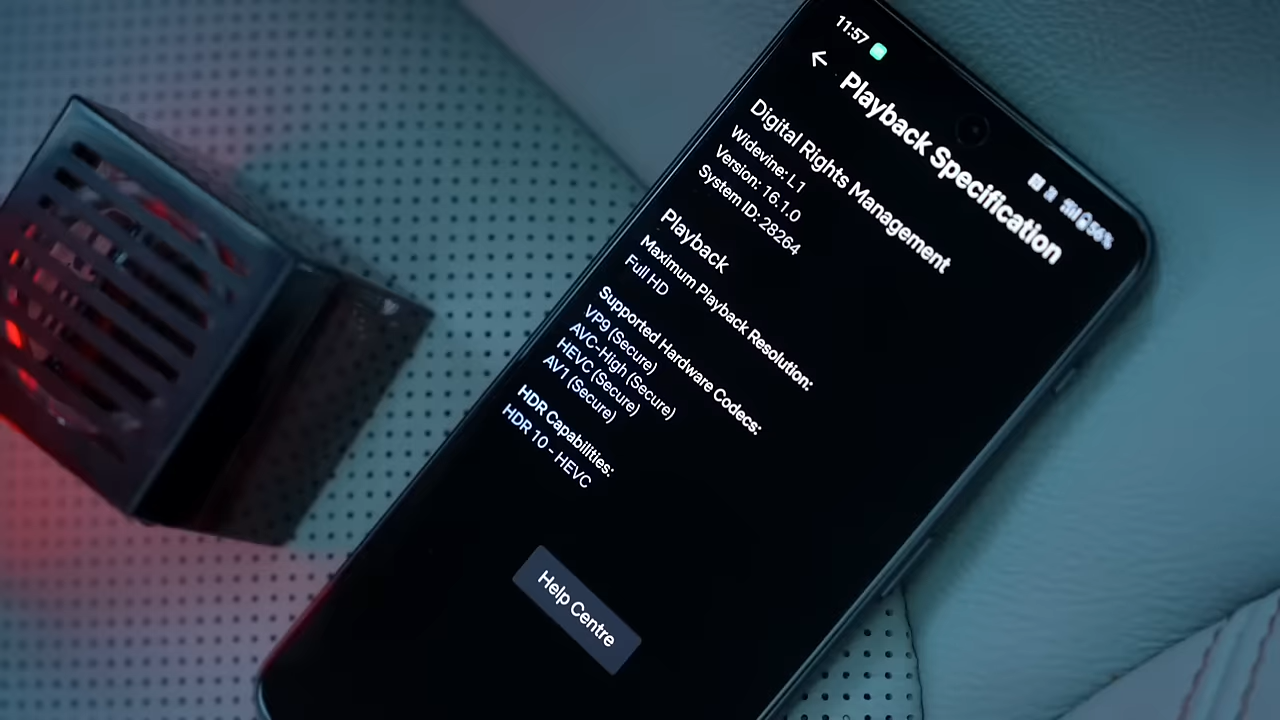 11:57
Playback Specification
56%
Digital Rights Management
Widevine: L1
Version: 16.1.0
System ID: 28264
Playback
Maximum Playback Resolution:
Full HD
Supported Hardware Codecs:
VP9 (Secure)
AVC-High (Secure)
HEVC (Secure)
AV1 (Secure)
HDR Capabilities:
HDR 10 - HEVC
Help Centre